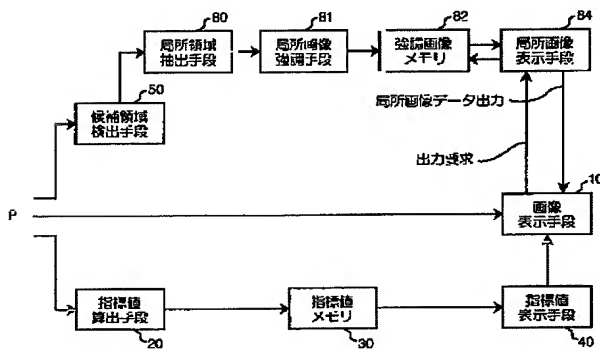 80
局所領域
抽出手段
81
局所画像
強調手段
82
強調画像
メモリ
84
局所画像
表示手段
50
候補領域
検出手段
局所画像データ出力
出力要求
P
10
画像
表示手段
指標値
算出手段
20
指標値
メモリ
30
指標値
表示手段
40